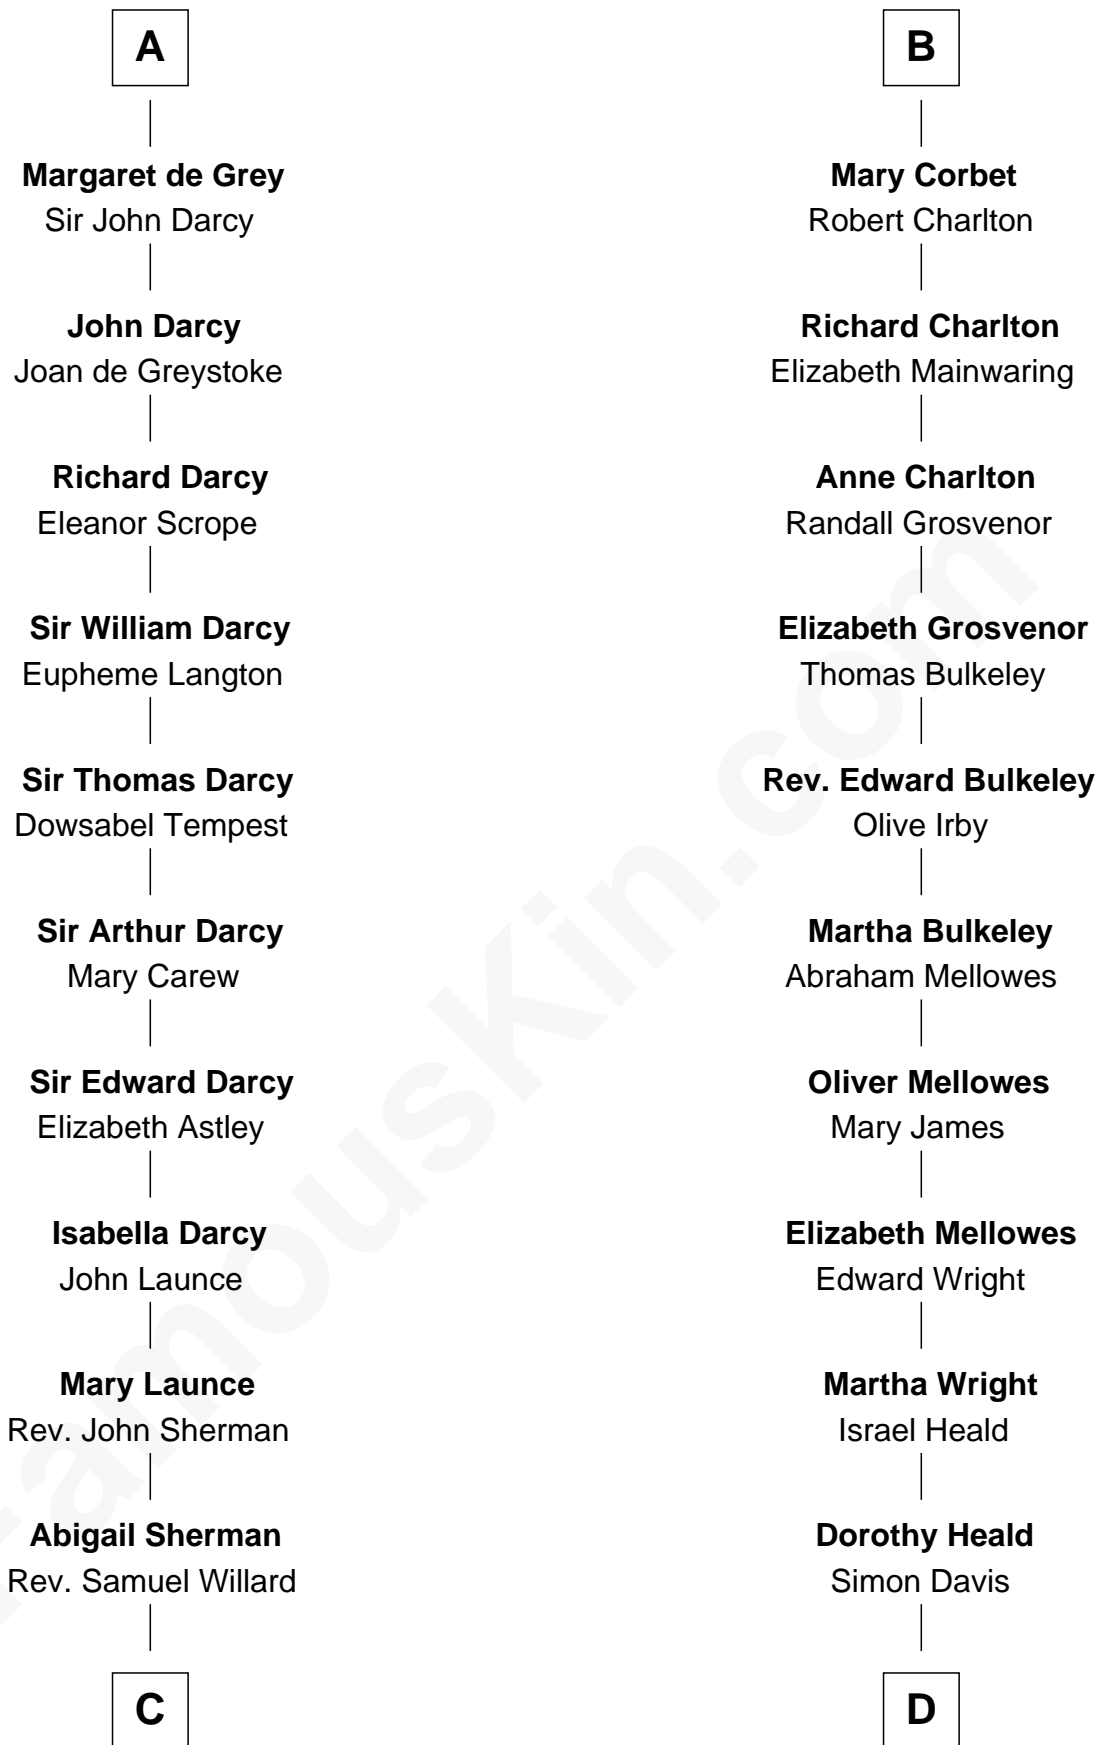 A
Margaret de Grey
Sir John Darcy
John Darcy
Joan de Greystoke
Richard Darcy
Eleanor Scrope
Sir William Darcy
Eupheme Langton
Sir Thomas Darcy
Dowsabel Tempest
Sir Arthur Darcy
Mary Carew
Sir Edward Darcy
Elizabeth Astley
Isabella Darcy
John Launce
Mary Launce
Rev. John Sherman
Abigail Sherman
Rev. Samuel Willard
C
B
Mary Corbet
Robert Charlton
Richard Charlton
Elizabeth Mainwaring
Anne Charlton
Randall Grosvenor
Elizabeth Grosvenor
Thomas Bulkeley
Rev. Edward Bulkeley
Olive Irby
Martha Bulkeley
Abraham Mellowes
Oliver Mellowes
Mary James
Elizabeth Mellowes
Edward Wright
Martha Wright
Israel Heald
Dorothy Heald
Simon Davis
D
FamousKin.com